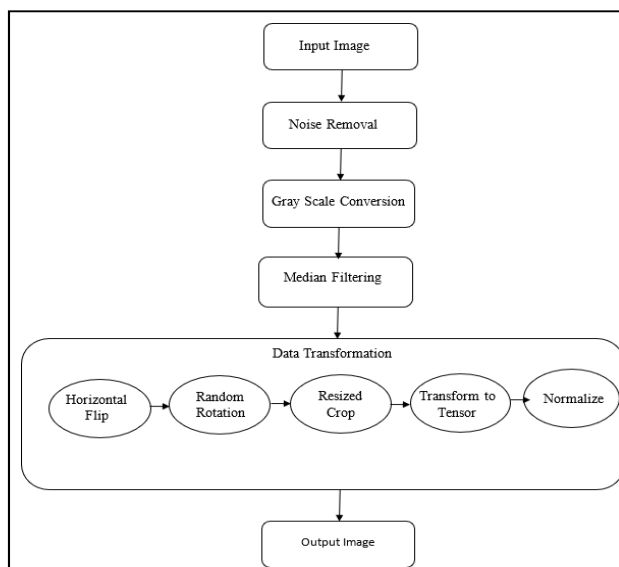 Input Image
Noise Removal
Gray Scale Conversion
Median Filtering
Data Transformation
Horizontal
Flip
Random
Rotation
Resized
Crop
Transform to
Tensor
Normalize
Output Image